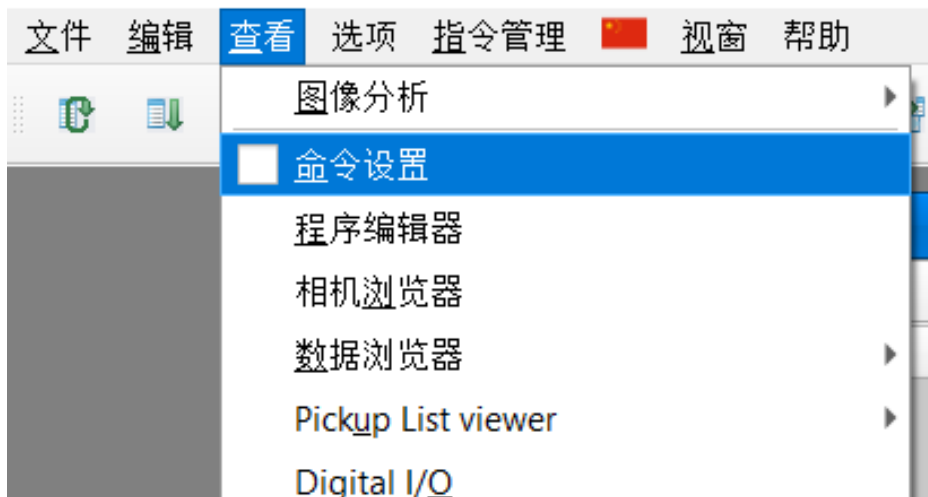 文件 编辑 查看 选项 指令管理 视窗 帮助
图像分析
命令设置
程序编辑器
相机浏览器
数据浏览器
Pickup List viewer
Digital I/O